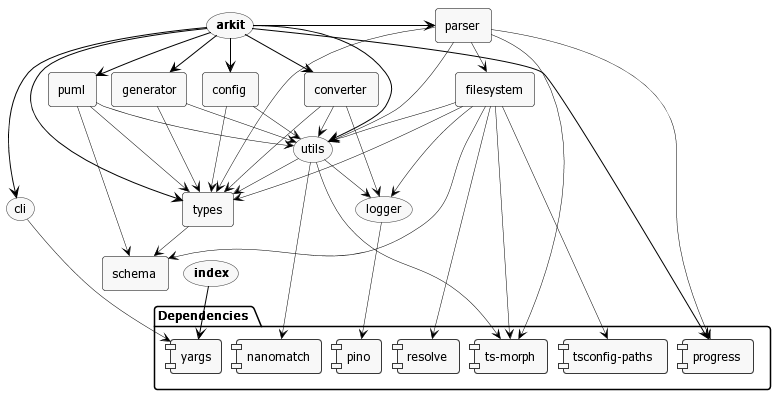 arkit
parser
puml
generator
config
converter
filesystem
utils
cli
types
logger
schema
index
Dependencies
yargs
nanomatch
pino
resolve
ts-morph
tsconfig-paths
progress